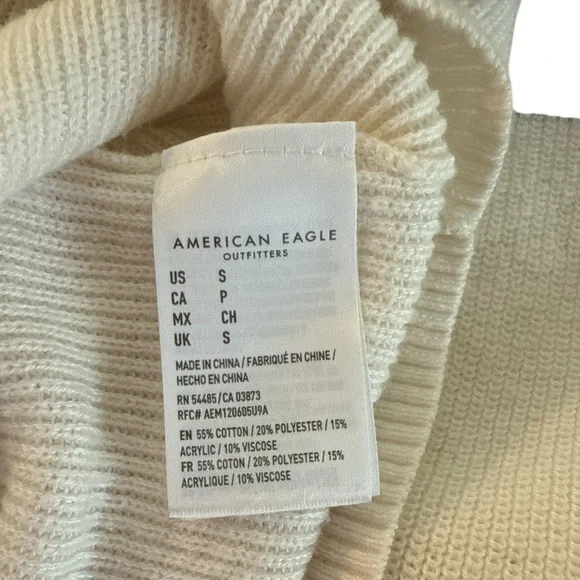 AMERICAN EAGLE
OUTFITTERS
US S
CA P
MX CH
UK S
MADE IN CHINA / FABRIQUÉ EN CHINE /
HECHO EN CHINA
RN 54485/CA 03873
RFC# AEM120605U9A
EN 55% COTTON / 20% POLYESTER / 15%
ACRYLIC / 10% VISCOSE
FR 55% COTON / 20% POLYESTER / 15%
ACRYLIQUE / 10% VISCOSE